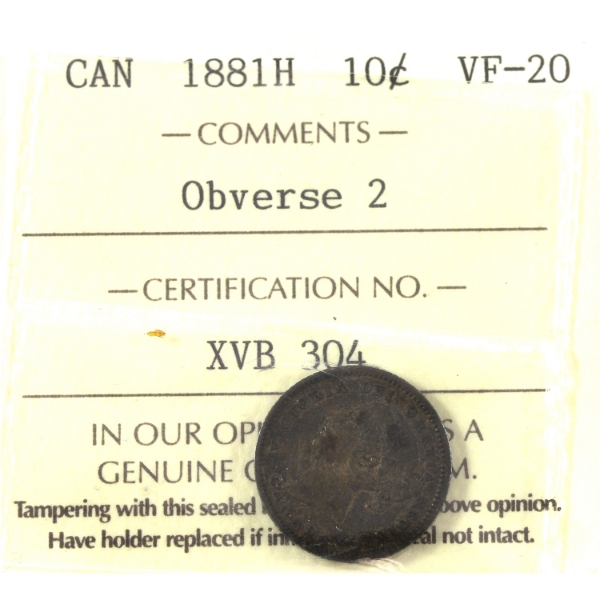 CAN 1881H 10¢ VF-20
— COMMENTS —
Obverse 2
— CERTIFICATION NO. —
XVB 304
IN OUR A
GENUINE
Tampering with this sealed opinion.
Have holder replaced if not intact.